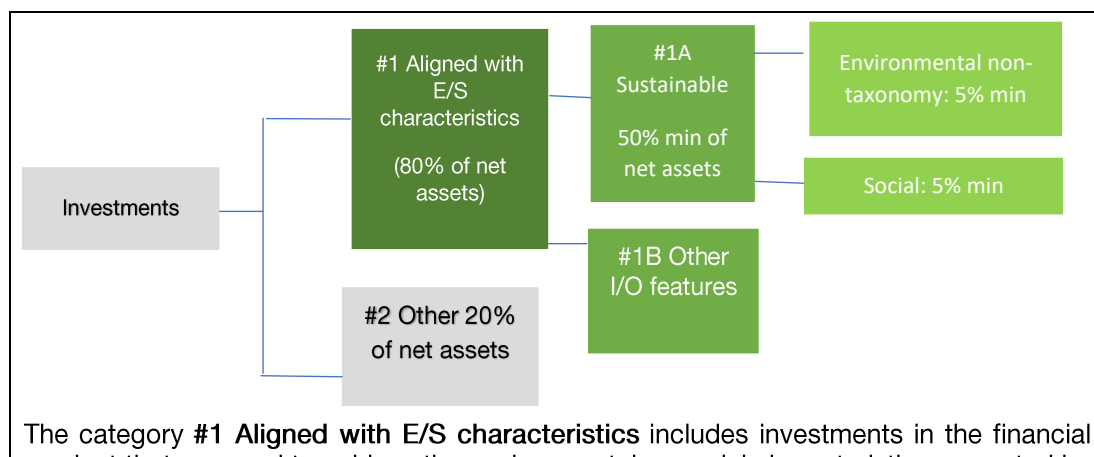 #1 Aligned with
E/S
characteristics
(80% of net
assets)
#1A
Sustainable
50% min of
net assets
Environmental non-
taxonomy: 5% min
Social: 5% min
Investments
#1B Other
I/O features
#2 Other 20%
of net assets
The category #1 Aligned with E/S characteristics includes investments in the financial